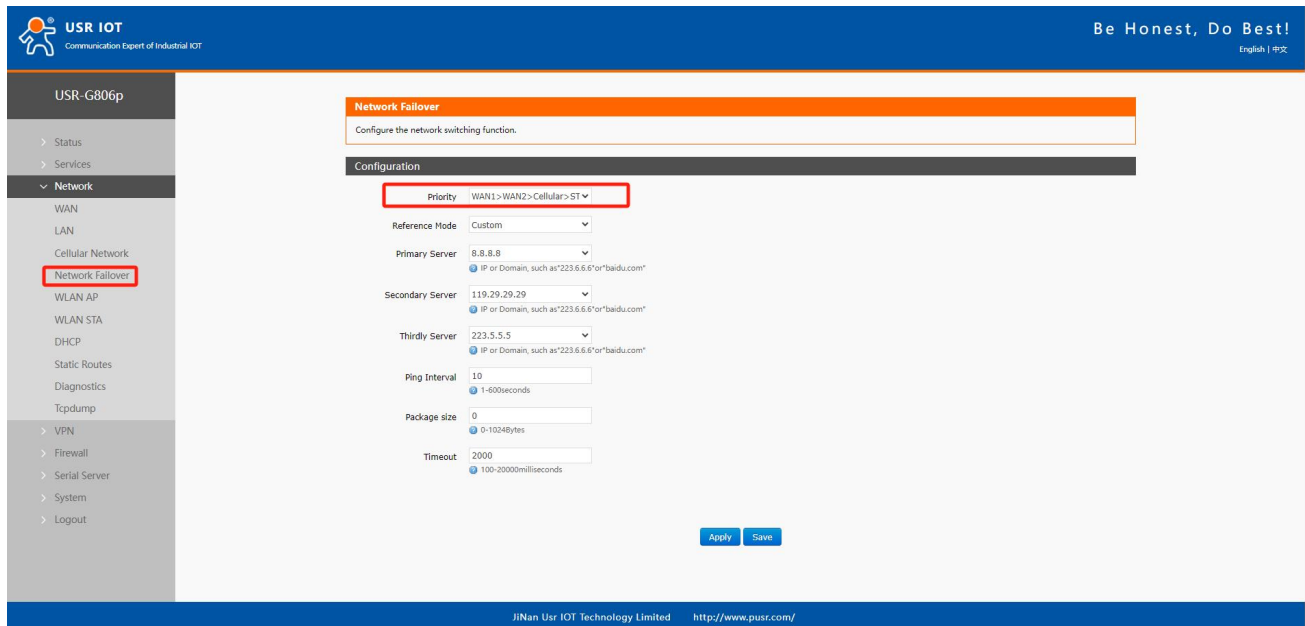 USR IOT
Communication Expert of Industrial IOT
Be Honest, Do Best!
English | 中文
USR-G806p
Status
Services
Network
WAN
LAN
Cellular Network
Network Failover
WLAN AP
WLAN STA
DHCP
Static Routes
Diagnostics
Tcpdump
VPN
Firewall
Serial Server
System
Logout
Network Failover
Configure the network switching function.
Configuration
Priority WAN1>WAN2>Cellular>ST
Reference Mode Custom
Primary Server 8.8.8.8
IP or Domain, such as"223.6.6.6"or"baidu.com"
Secondary Server 119.29.29.29
IP or Domain, such as"223.6.6.6"or"baidu.com"
Thirdly Server 223.5.5.5
IP or Domain, such as"223.6.6.6"or"baidu.com"
Ping Interval 10
1-600seconds
Package size 0
0-1024Bytes
Timeout 2000
100-20000milliseconds
Apply Save
JiNan Usr IOT Technology Limited http://www.pusr.com/